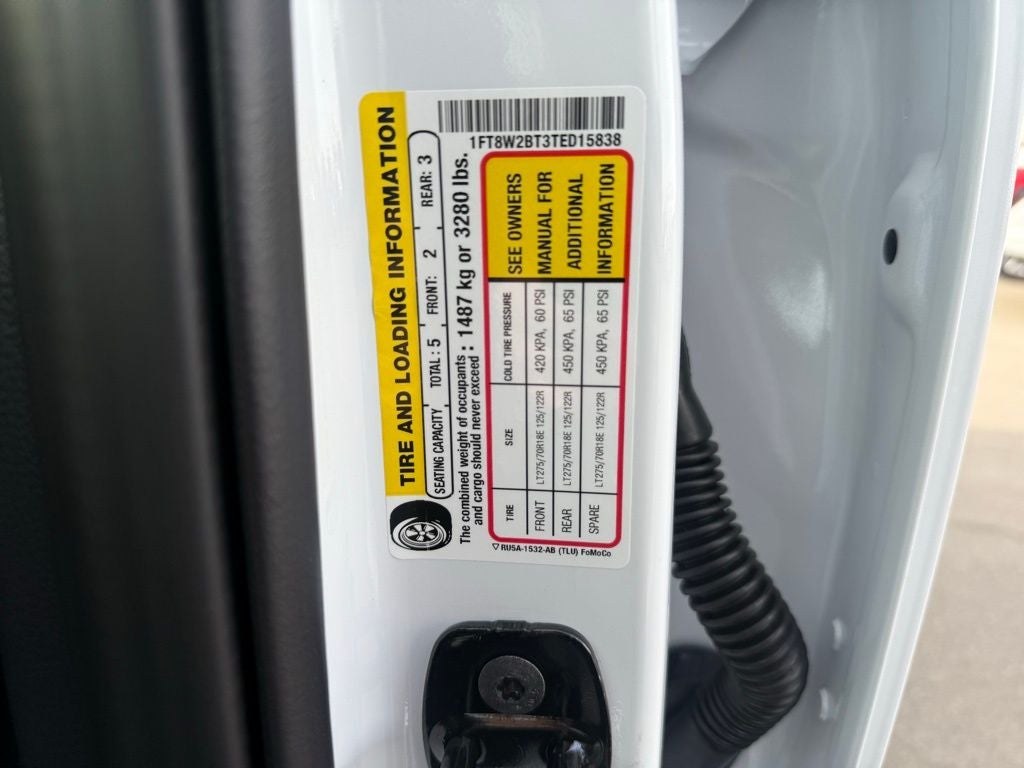 TIRE AND LOADING INFORMATION
SEATING CAPACITY TOTAL : 5 FRONT: 2 REAR: 3
The combined weight of occupants : 1487 kg or 3280 lbs.
and cargo should never exceed
TIRE SIZE COLD TIRE PRESSURE SEE OWNERS
FRONT LT275/70R18E 125/122R 420 KPA, 60 PSI MANUAL FOR
REAR LT275/70R18E 125/122R 450 KPA, 65 PSI ADDITIONAL
SPARE LT275/70R18E 125/122R 450 KPA, 65 PSI INFORMATION
RU5A-1532-AB (TLU) FoMoCo
1FT8W2BT3TED15838